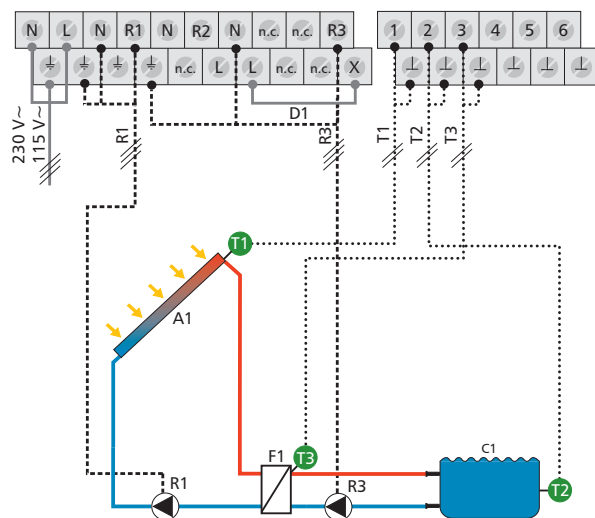 N L N R1 N R2 N n.c. n.c. R3
1 2 3 4 5 6
n.c. L L n.c. n.c. X
D1
230 V~
115 V~
R1
R3
T1
T2
T3
T1
A1
F1
T3
C1
R1
R3
T2